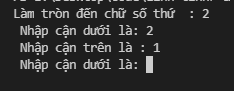 Làm tròn đến chữ số thứ : 2
Nhập cận dưới là: 2
Nhập cận trên là : 1
Nhập cận dưới là: